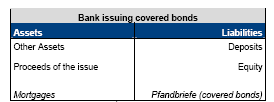 Bank issuing covered bonds
Assets Liabilities
Other Assets Deposits
Proceeds of the issue Equity
Mortgages Pfandbriefe (covered bonds)